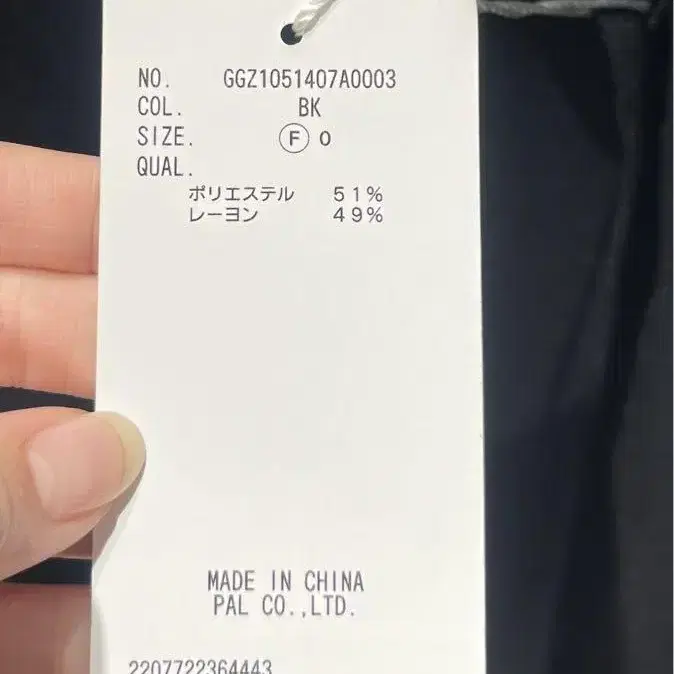 NO. GGZ1051407A0003
COL. BK
SIZE. Ⓕ 0
QUAL.
ポリエステル 51%
レーヨン 49%
MADE IN CHINA
PAL CO.,LTD.
2207722364443